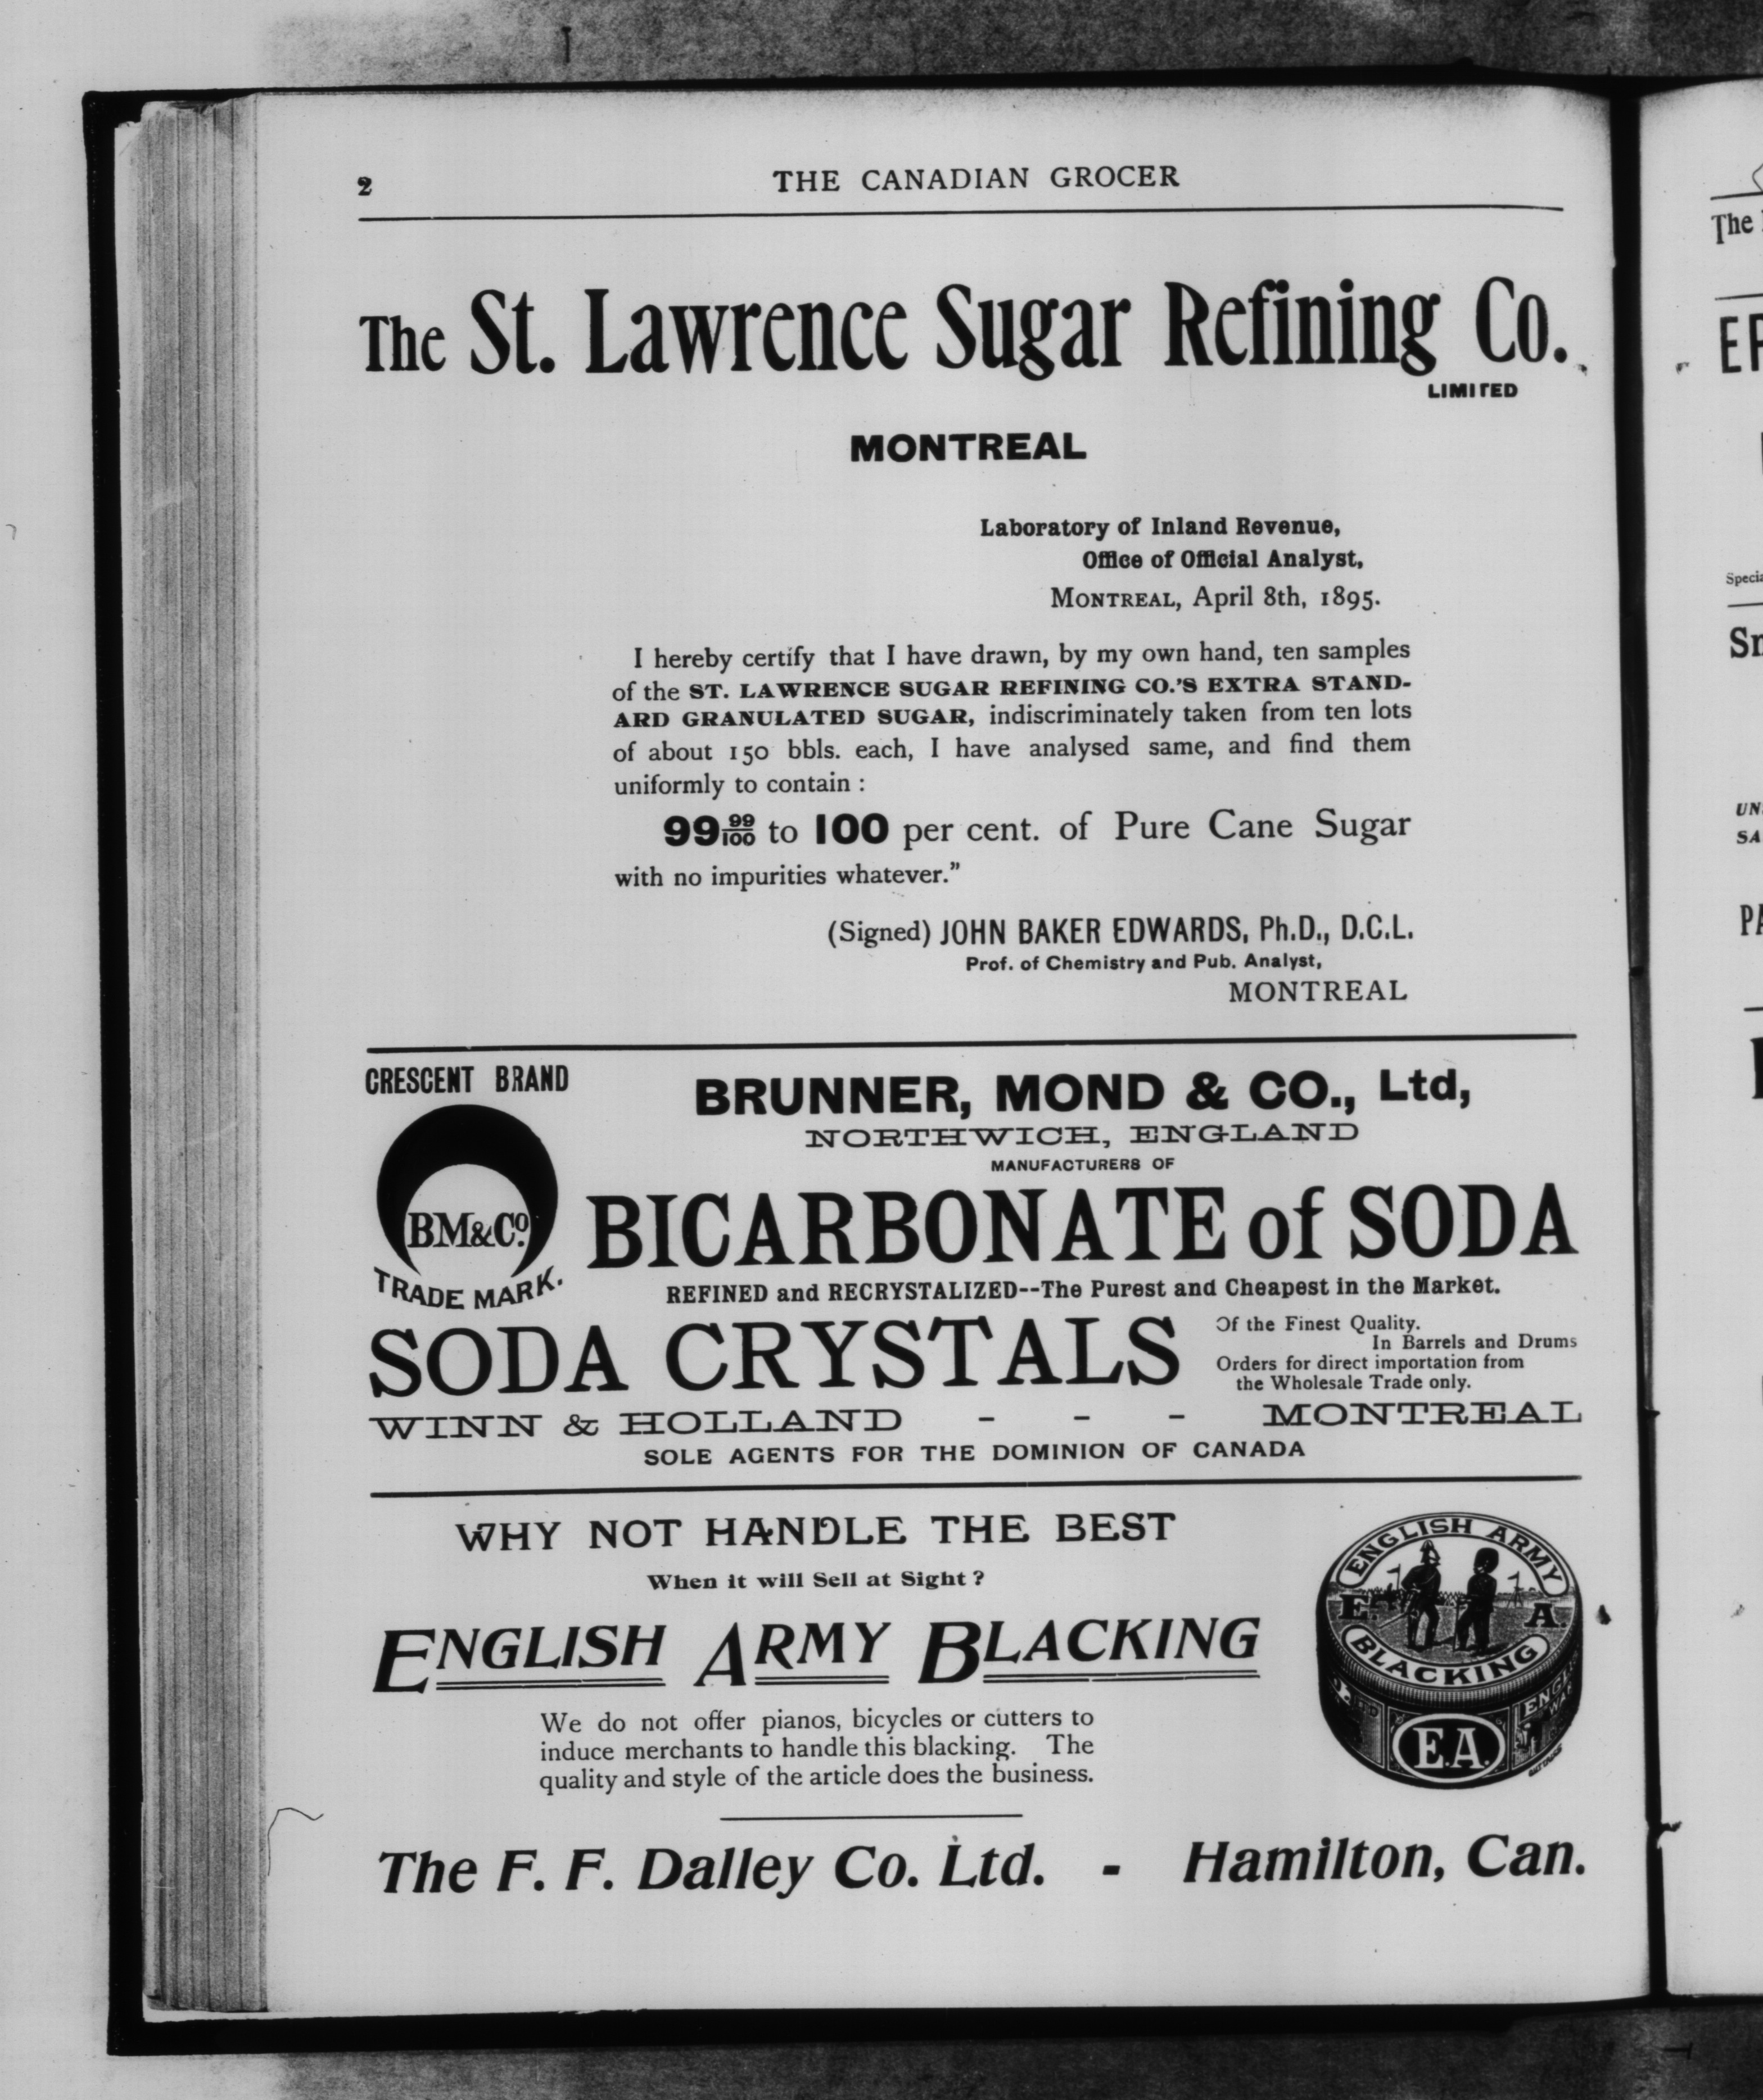 2
THE CANADIAN GROCER
The St. Lawrence Sugar Refining Co.
LIMITED
MONTREAL
Laboratory of Inland Revenue,
Office of Official Analyst,
MONTREAL, April 8th, 1895.
I hereby certify that I have drawn, by my own hand, ten samples
of the ST. LAWRENCE SUGAR REFINING CO.'S EXTRA STAND-
ARD GRANULATED SUGAR, indiscriminately taken from ten lots
of about 150 bbls. each, I have analysed same, and find them
uniformly to contain :
99 99/100 to 100 per cent. of Pure Cane Sugar
with no impurities whatever.”
(Signed) JOHN BAKER EDWARDS, Ph.D., D.C.L.
Prof. of Chemistry and Pub. Analyst,
MONTREAL
CRESCENT BRAND
BM&Co.
TRADE MARK.
BRUNNER, MOND & CO., Ltd,
NORTHWICH, ENGLAND
MANUFACTURERS OF
BICARBONATE of SODA
REFINED and RECRYSTALIZED--The Purest and Cheapest in the Market.
SODA CRYSTALS
Of the Finest Quality.
In Barrels and Drums
Orders for direct importation from
the Wholesale Trade only.
WINN & HOLLAND - - - MONTREAL
SOLE AGENTS FOR THE DOMINION OF CANADA
WHY NOT HANDLE THE BEST
When it will Sell at Sight ?
ENGLISH ARMY BLACKING
We do not offer pianos, bicycles or cutters to
induce merchants to handle this blacking. The
quality and style of the article does the business.
ENGLISH ARMY
E. A.
BLACKING
E.A.
The F. F. Dalley Co. Ltd. - Hamilton, Can.
The
Specia
UN
SA